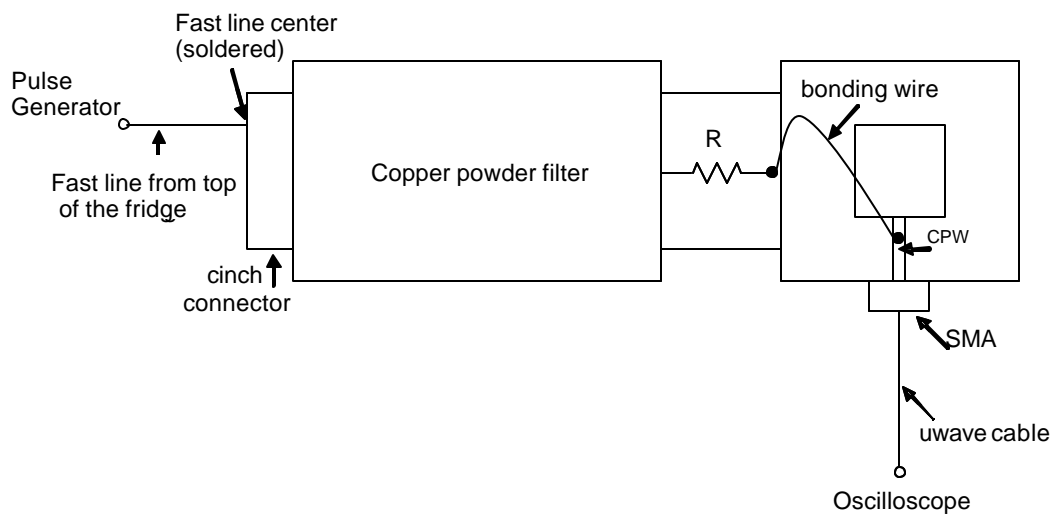 Fast line center
(soldered)
Pulse
Generator
bonding wire
R
Copper powder filter
Fast line from top
of the fridge
CPW
cinch
connector
SMA
uwave cable
Oscilloscope